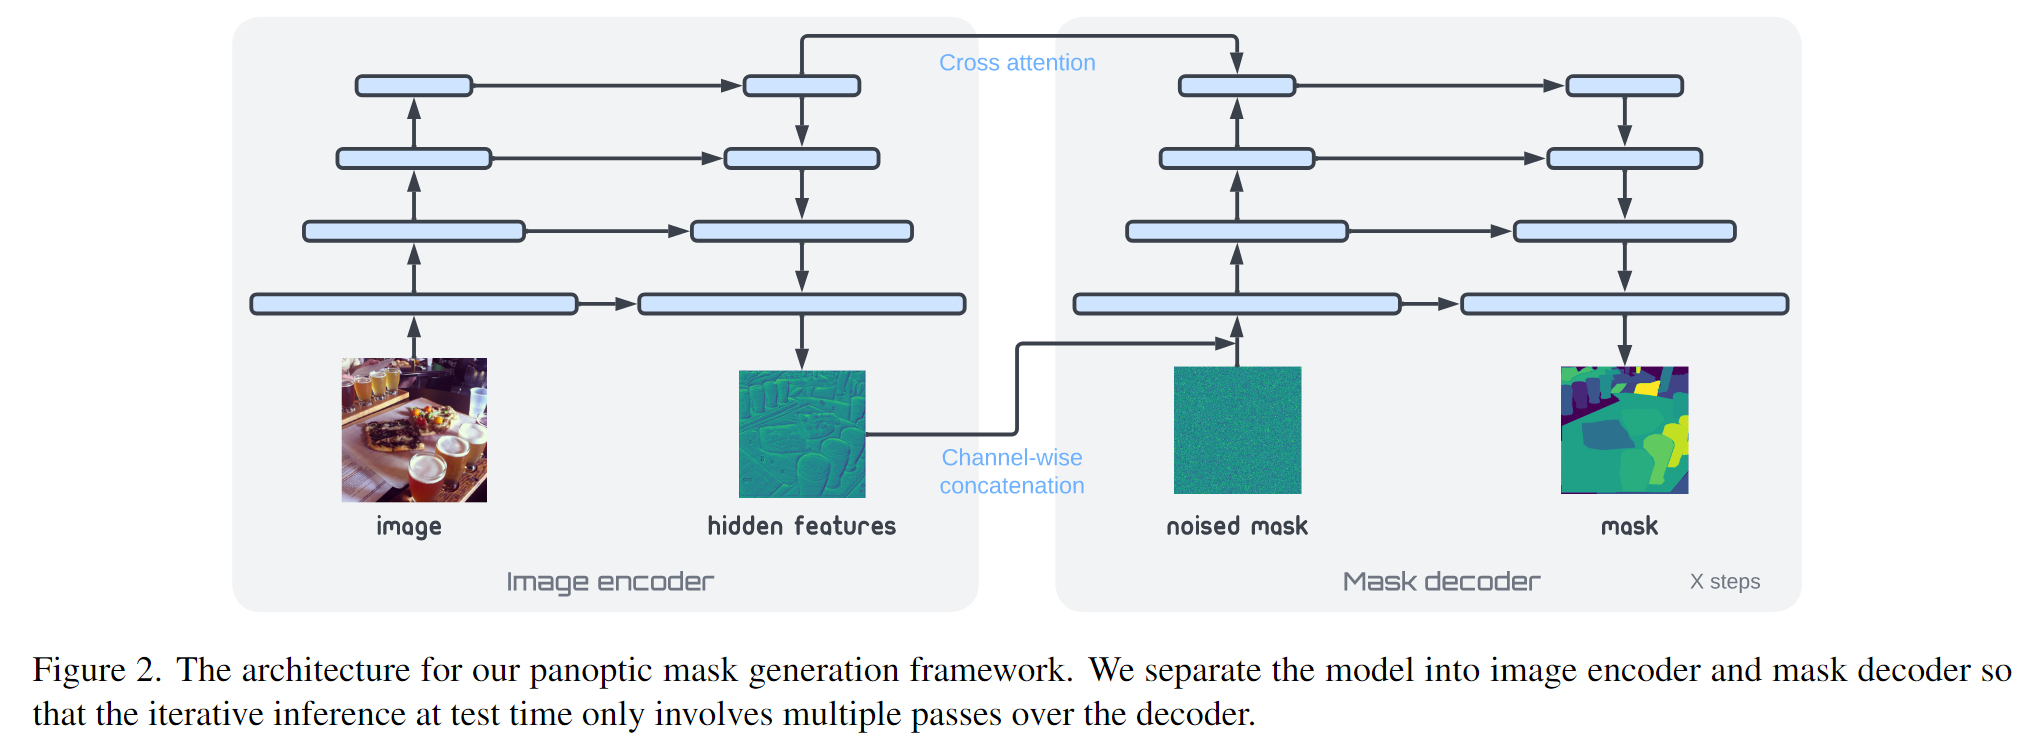 Cross attention
Channel-wise
concatenation
image
hidden features
noised mask
mask
Image encoder
Mask decoder
X steps
Figure 2. The architecture for our panoptic mask generation framework. We separate the model into image encoder and mask decoder so
that the iterative inference at test time only involves multiple passes over the decoder.